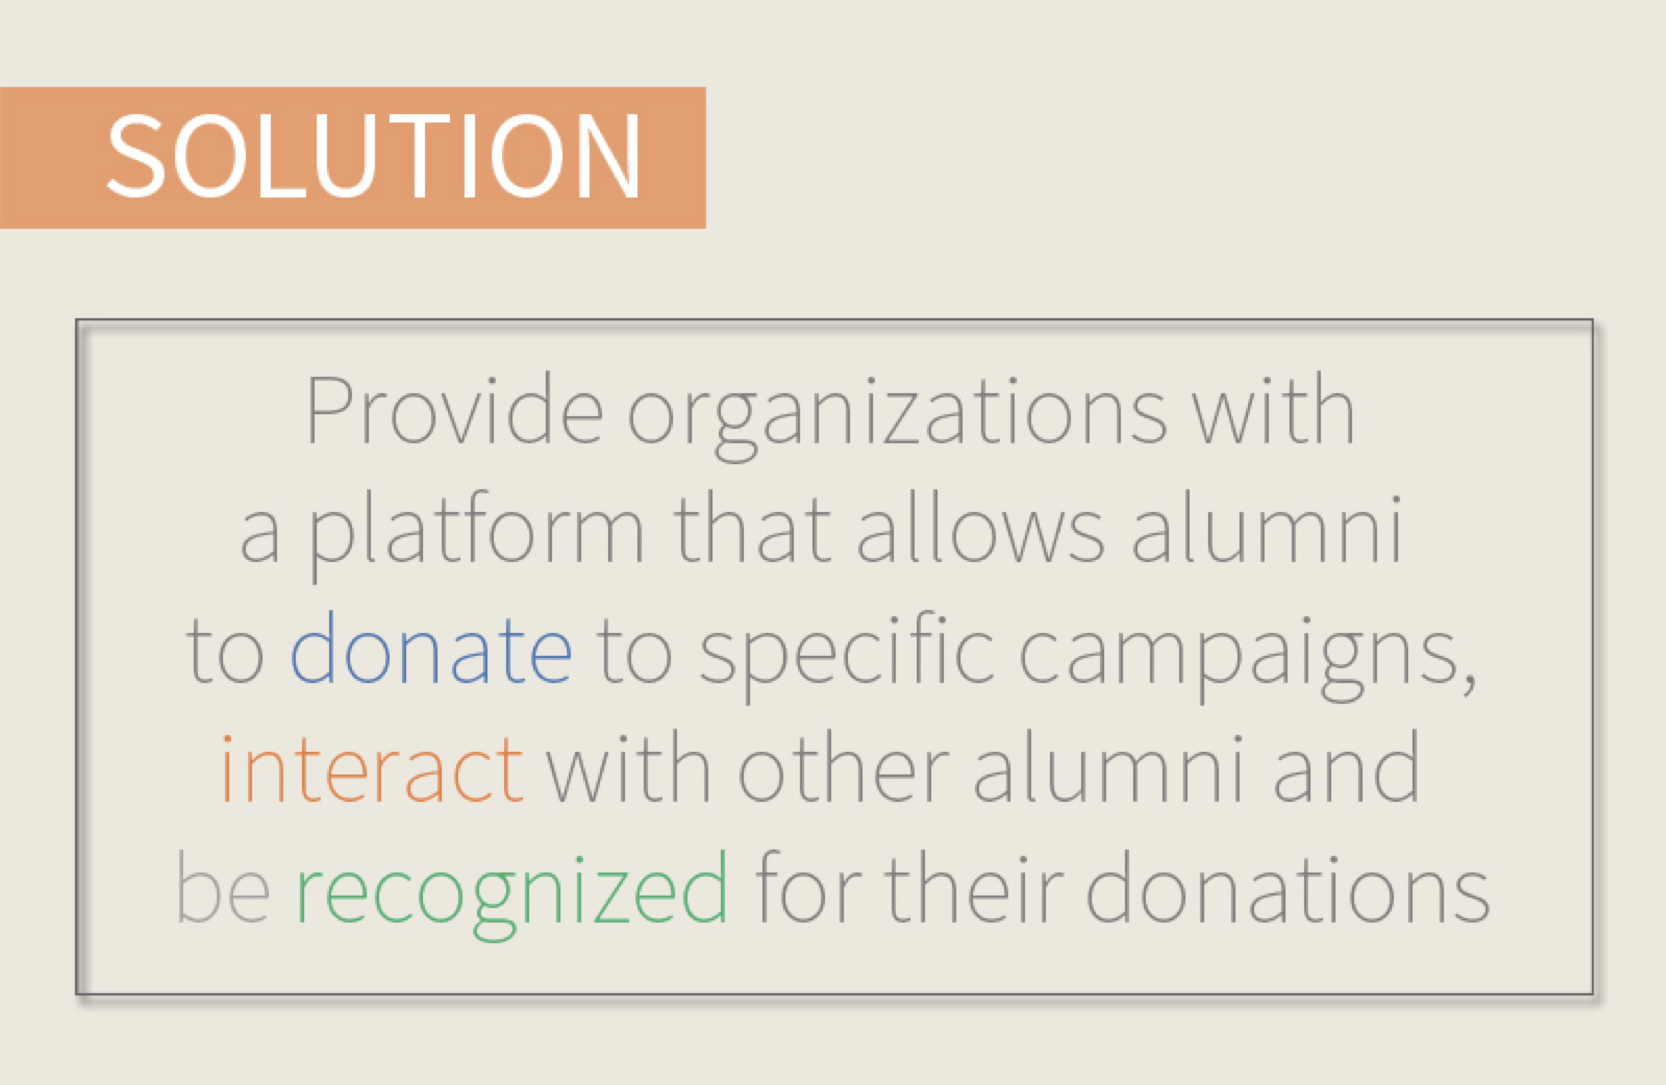 SOLUTION
Provide organizations with
a platform that allows alumni
to donate to specific campaigns,
interact with other alumni and
be recognized for their donations